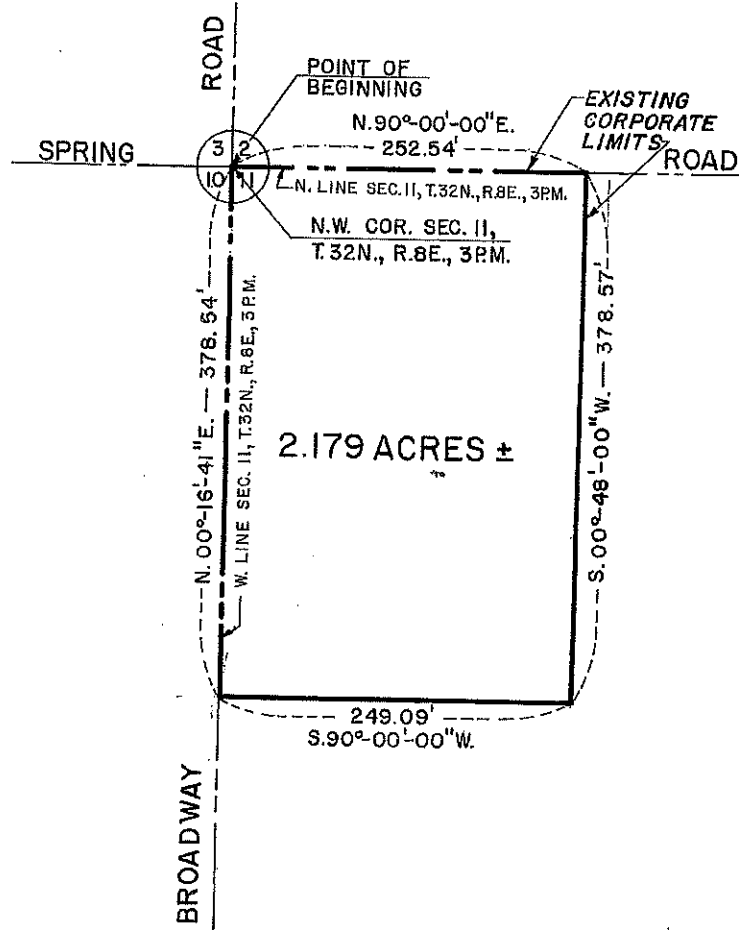 ROAD
POINT OF
BEGINNING
N.90°-00'-00"E.
252.54'
EXISTING
CORPORATE
LIMITS
SPRING
3 2
10 11
ROAD
N. LINE SEC.11, T.32N., R.8E., 3P.M.
N.W. COR. SEC. 11,
T.32N., R.8E., 3P.M.
N. 00°-16'-41"E. — 378.54'
W. LINE SEC. 11, T.32N., R.8E., 3P.M.
2.179 ACRES ±
S. 00°-48'-00"W. — 378.57'
249.09'
S.90°-00'-00"W.
BROADWAY